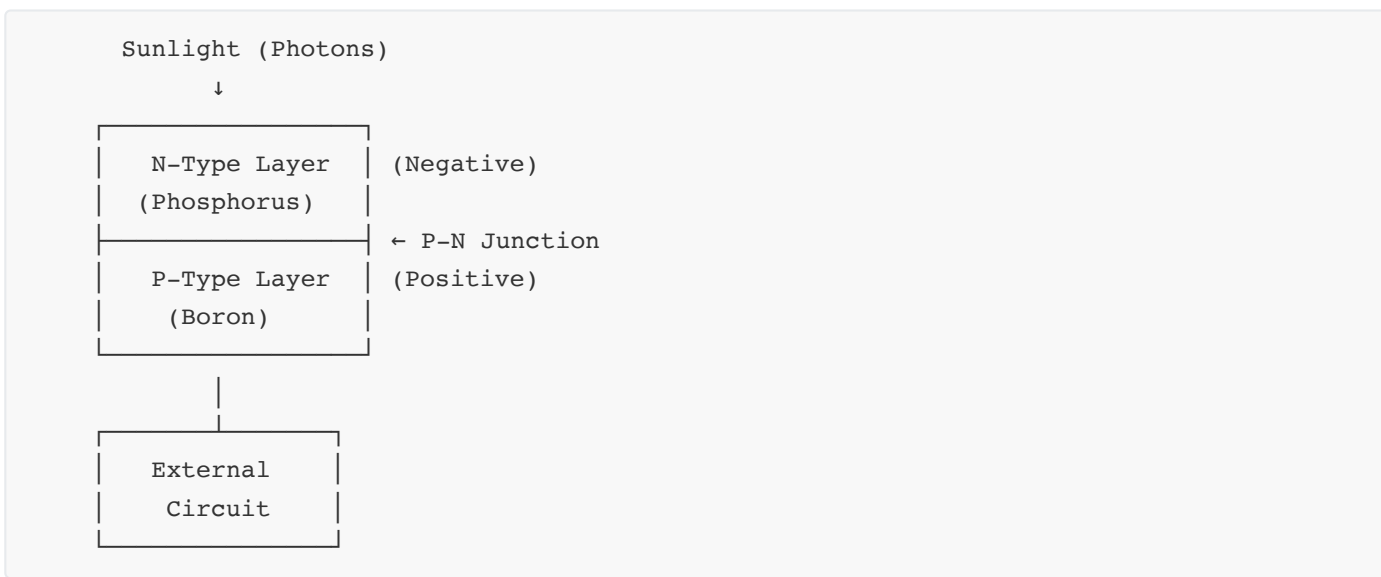 Sunlight (Photons)
↓
N-Type Layer (Negative)
(Phosphorus)
← P-N Junction
P-Type Layer (Positive)
(Boron)
External
Circuit